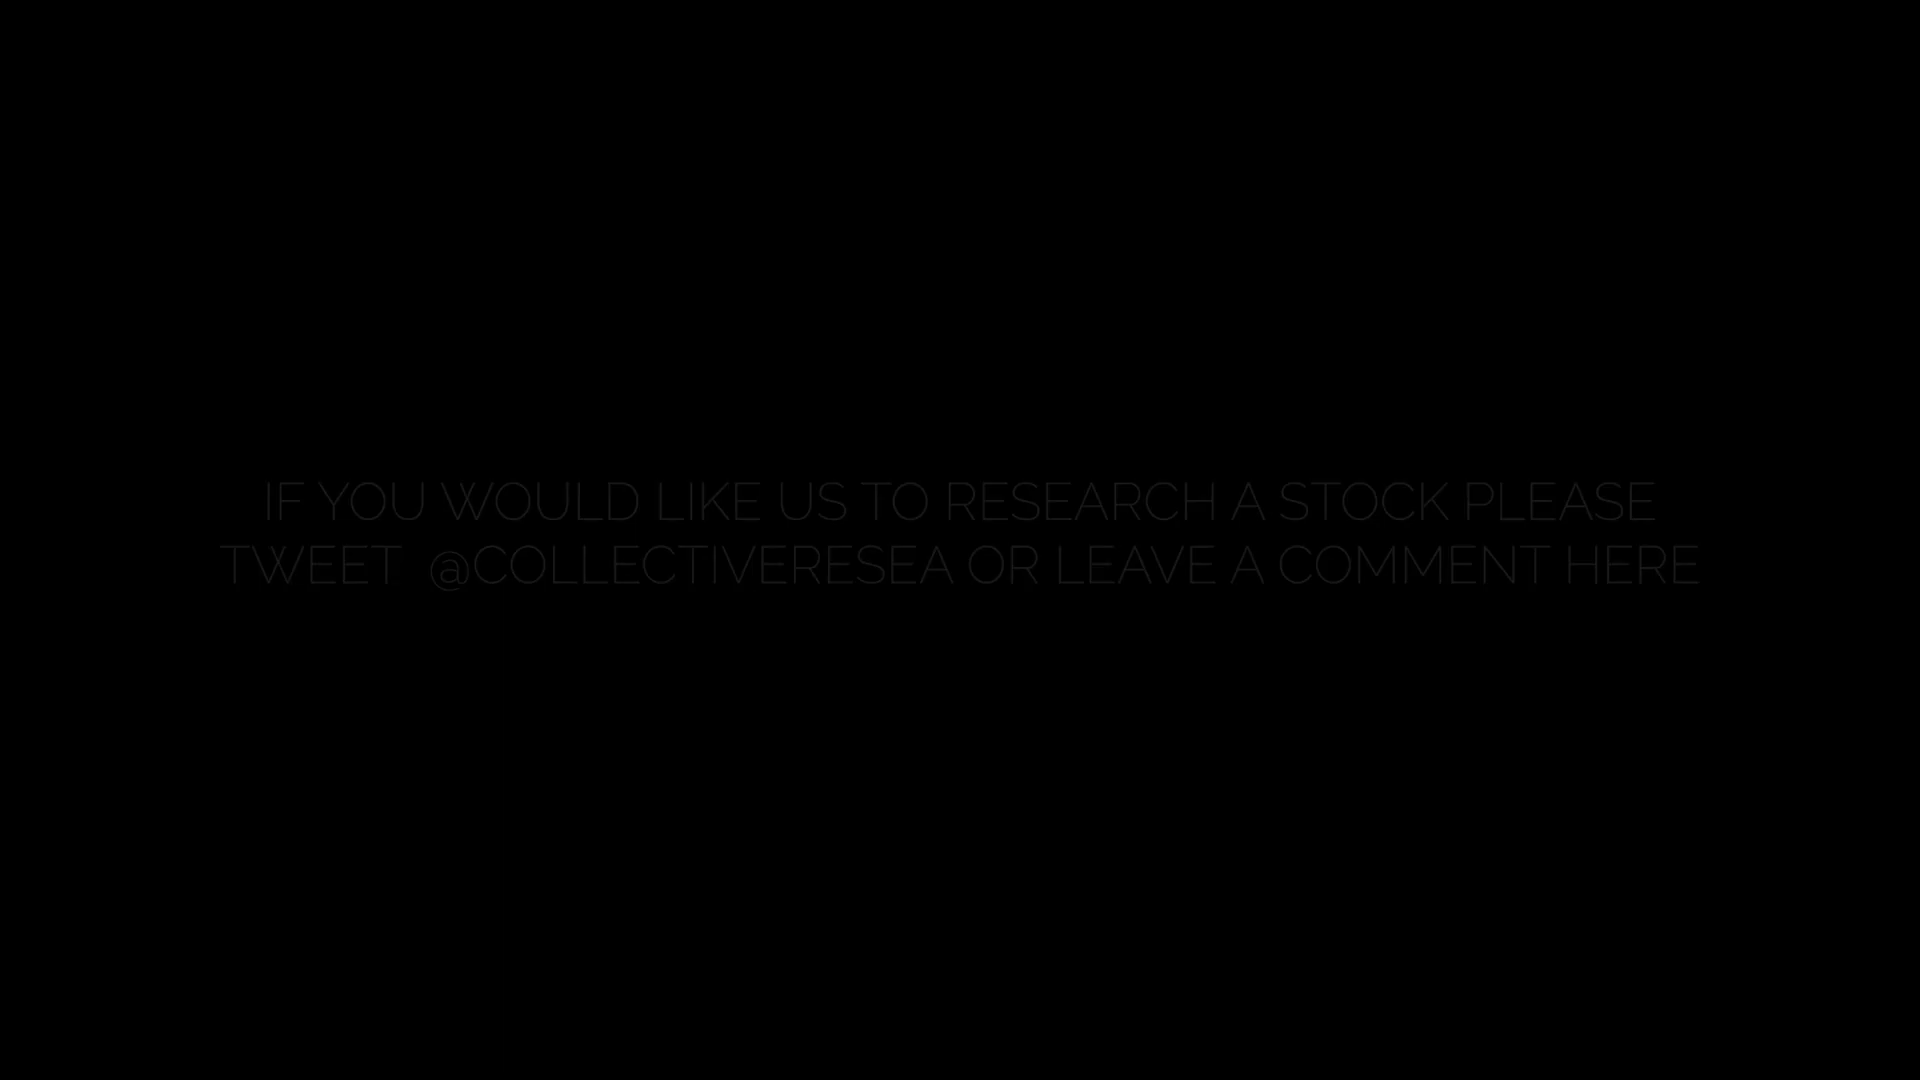 IF YOU WOULD LIKE US TO RESEARCH A STOCK PLEASE
TWEET @COLLECTIVERESEA OR LEAVE A COMMENT HERE